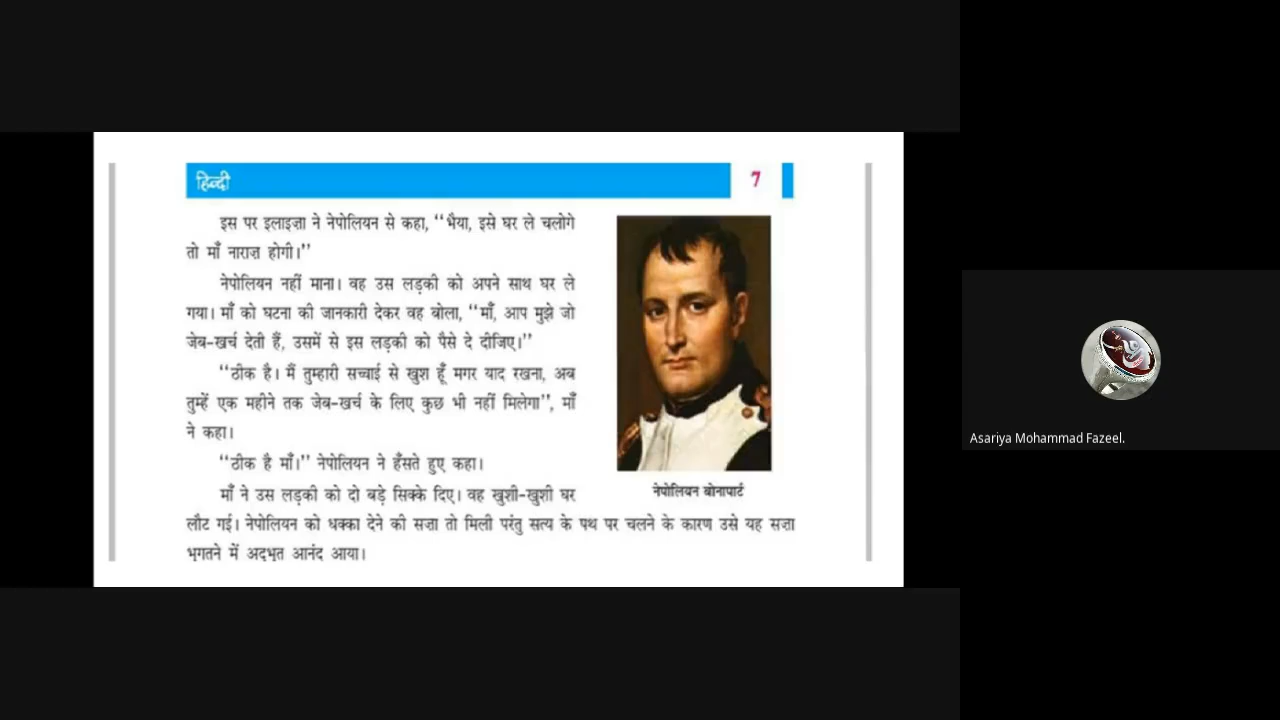 हिन्दी
7
इस पर इलाइज़ा ने नेपोलियन से कहा, “भैया, इसे घर ले चलोगे
तो माँ नाराज़ होगी।”
नेपोलियन नहीं माना। वह उस लड़की को अपने साथ घर ले
गया। माँ को घटना की जानकारी देकर वह बोला, “माँ, आप मुझे जो
जेब-खर्च देती हैं, उसमें से इस लड़की को पैसे दे दीजिए।”
“ठीक है। मैं तुम्हारी सच्चाई से खुश हूँ मगर याद रखना, अब
तुम्हें एक महीने तक जेब-खर्च के लिए कुछ भी नहीं मिलेगा”, माँ
ने कहा।
“ठीक है माँ।” नेपोलियन ने हँसते हुए कहा।
माँ ने उस लड़की को दो बड़े सिक्के दिए। वह खुशी-खुशी घर
लौट गई। नेपोलियन को धक्का देने की सज़ा तो मिली परंतु सत्य के पथ पर चलने के कारण उसे यह सज़ा
भुगतने में अद्भुत आनंद आया।
नेपोलियन बोनापार्ट
Asariya Mohammad Fazeel.